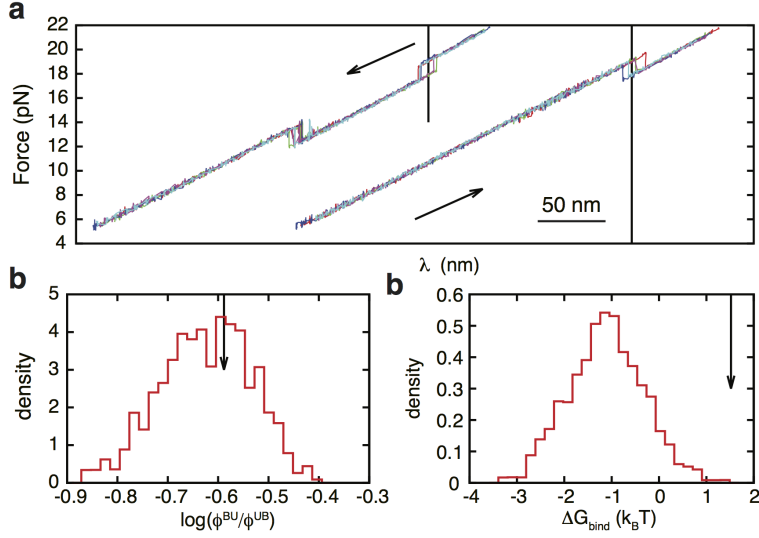 a
22
20
18
16
14
12
10
8
6
4
Force (pN)
50 nm
λ (nm)
b
5
4
3
2
1
0
density
-0.9 -0.8 -0.7 -0.6 -0.5 -0.4 -0.3
log(ϕᴮᵁ/ϕᵁᴮ)
b
0.6
0.5
0.4
0.3
0.2
0.1
0
density
-4 -3 -2 -1 0 1 2
ΔG_bind (k_BT)